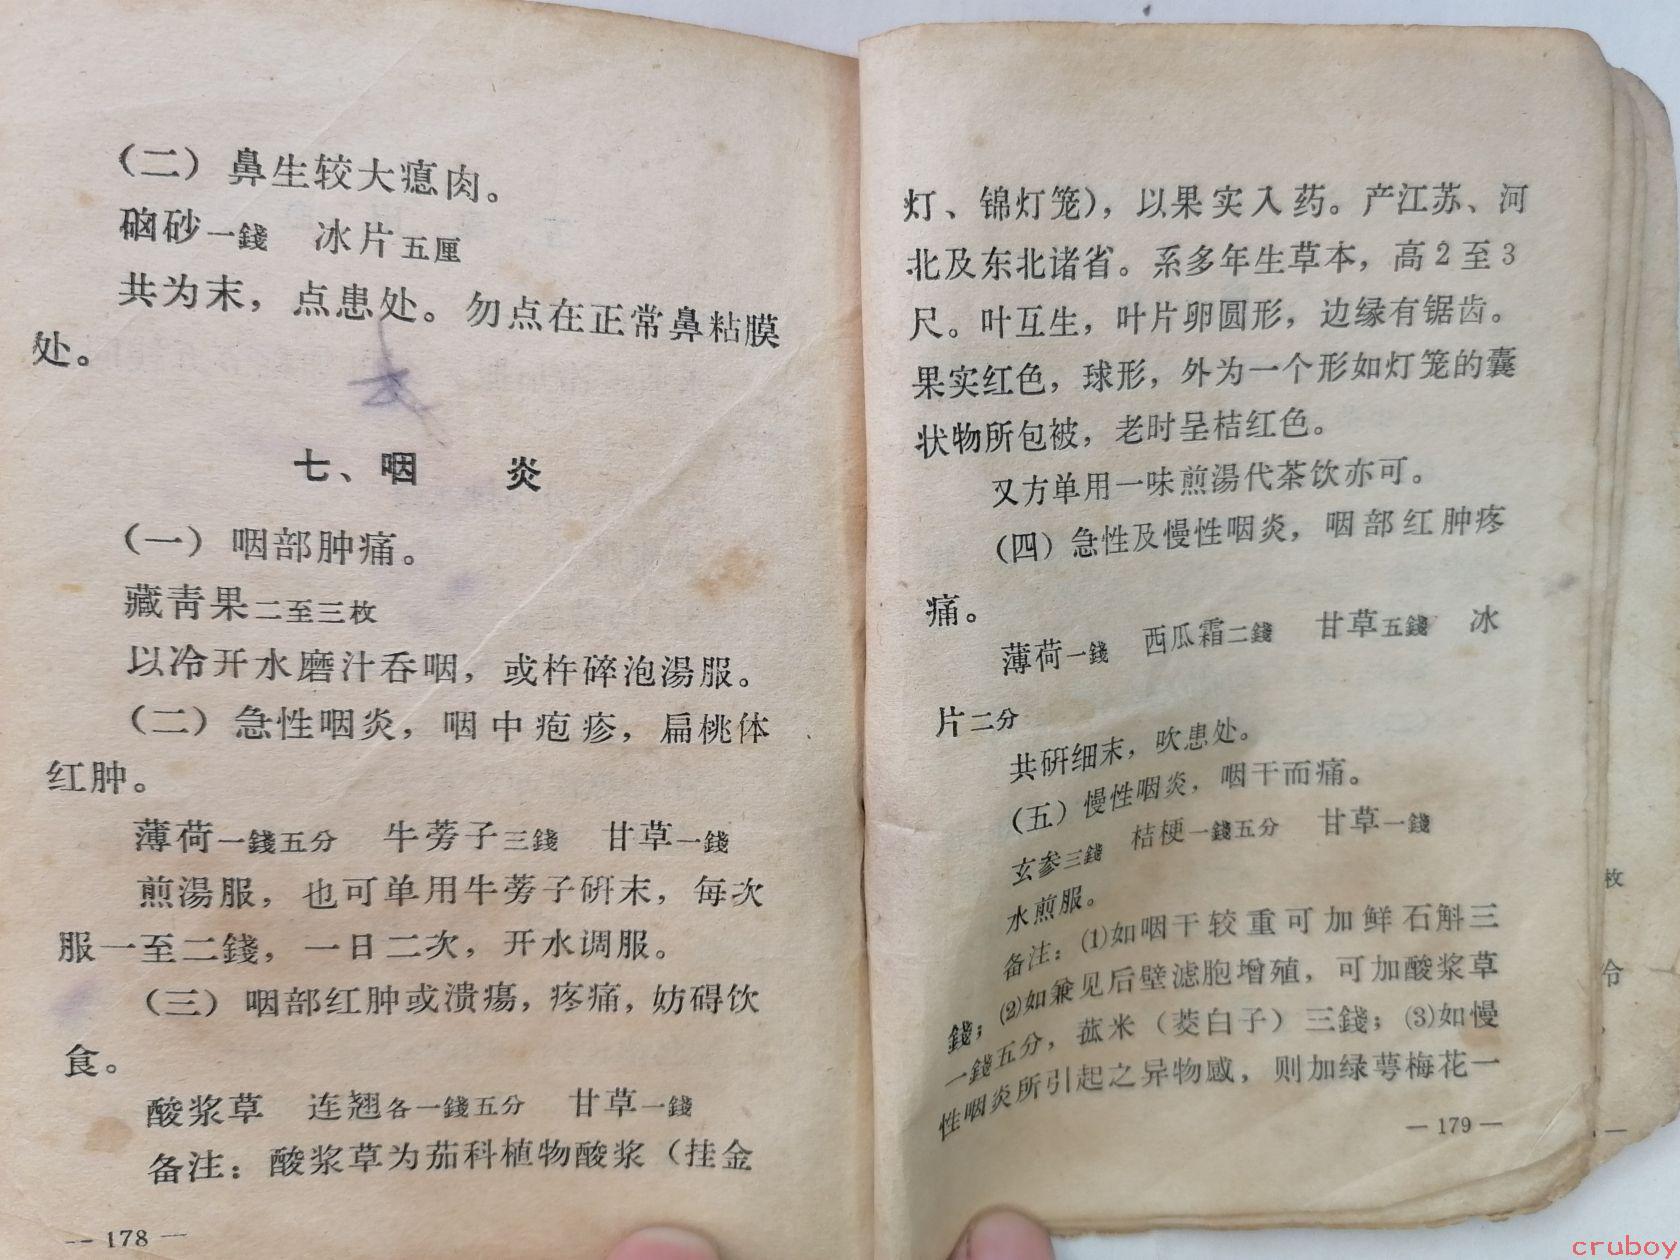 （二）鼻生较大瘜肉。
硇砂一錢　冰片五厘
共为末，点患处。勿点在正常鼻粘膜
处。
七、咽　炎
（一）咽部肿痛。
藏青果二至三枚
以冷开水磨汁吞咽，或杵碎泡湯服。
（二）急性咽炎，咽中疱疹，扁桃体
红肿。
薄荷一錢五分　牛蒡子三錢　甘草一錢
煎湯服，也可单用牛蒡子研末，每次
服一至二錢，一日二次，开水调服。
（三）咽部红肿或溃瘍，疼痛，妨碍饮
食。
酸浆草　连翘各一錢五分　甘草一錢
备注：酸浆草为茄科植物酸浆（挂金
—178—
灯、锦灯笼），以果实入药。产江苏、河
北及东北诸省。系多年生草本，高2至3
尺。叶互生，叶片卵圆形，边缘有锯齿。
果实红色，球形，外为一个形如灯笼的囊
状物所包被，老时呈桔红色。
又方单用一味煎湯代茶饮亦可。
（四）急性及慢性咽炎，咽部红肿疼
痛。
薄荷一錢　西瓜霜二錢　甘草五錢　冰
片二分
共研细末，吹患处。
（五）慢性咽炎，咽干而痛。
玄参三錢　桔梗一錢五分　甘草一錢
水煎服。
备注：⑴如咽干较重可加鲜石斛三
錢；⑵如兼见后壁滤胞增殖，可加酸浆草
一錢五分，菰米（茭白子）三錢；⑶如慢
性咽炎所引起之异物感，则加绿萼梅花一
—179—
枚
冷
cruboy